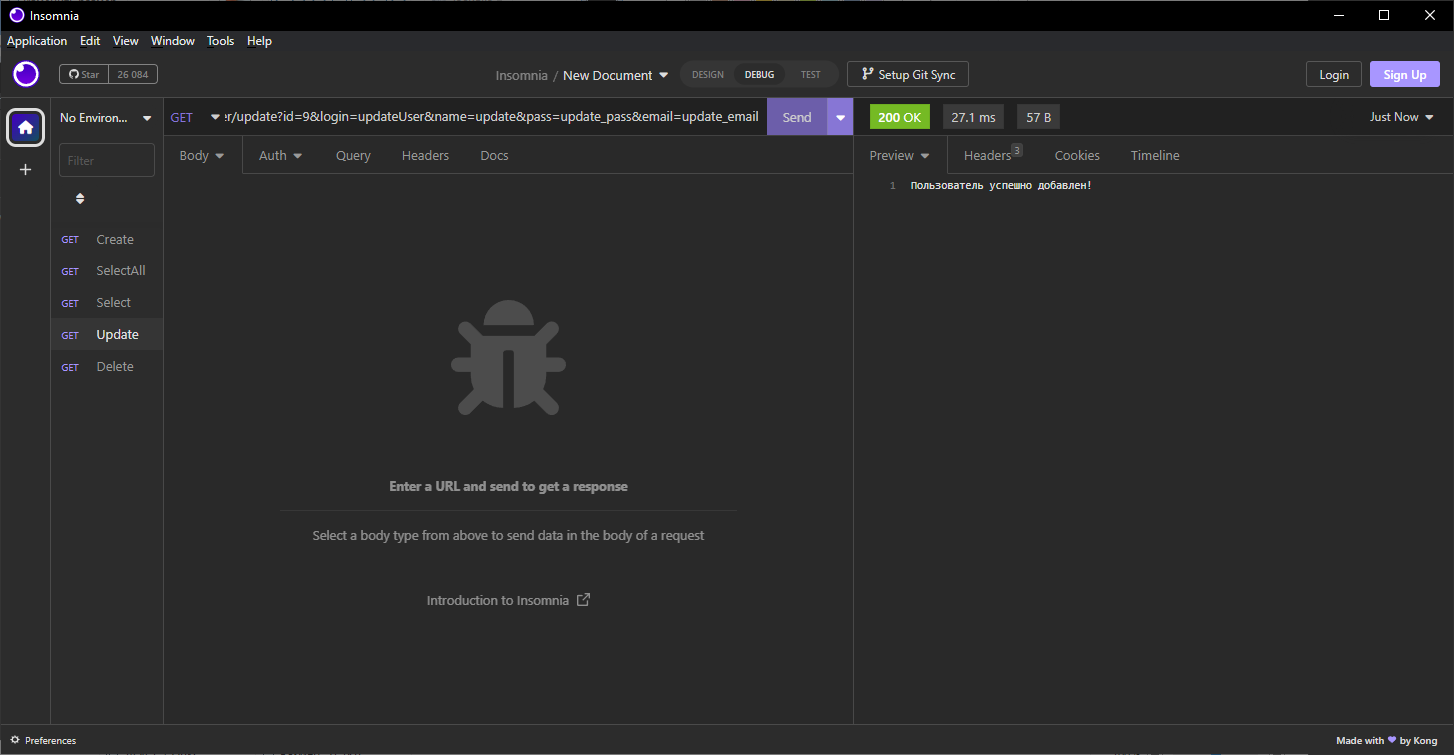 Insomnia
Application Edit View Window Tools Help
Star 26 084
Insomnia / New Document
DESIGN DEBUG TEST
Setup Git Sync
Login
Sign Up
No Environ...
GET er/update?id=9&login=updateUser&name=update&pass=update_pass&email=update_email
Send
200 OK 27.1 ms 57 B
Just Now
Filter
Body Auth Query Headers Docs
Preview Headers 3 Cookies Timeline
1 Пользователь успешно добавлен!
GET Create
GET SelectAll
GET Select
GET Update
GET Delete
Enter a URL and send to get a response
Select a body type from above to send data in the body of a request
Introduction to Insomnia
Preferences
Made with ❤ by Kong